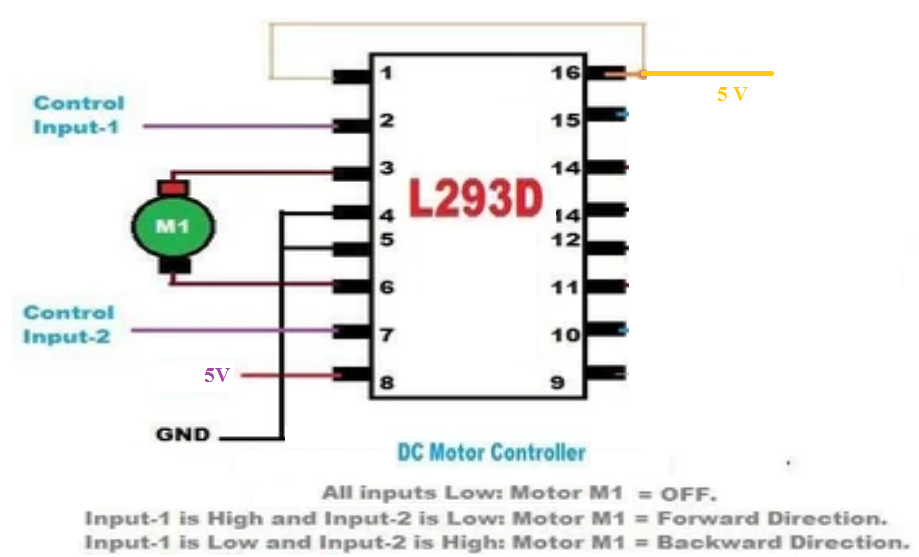 Control
Input-1
1
2
3
4
5
6
7
8
L293D
16
15
14
14
12
11
10
9
5 V
M1
Control
Input-2
5V
GND
DC Motor Controller
All inputs Low: Motor M1 = OFF.
Input-1 is High and Input-2 is Low: Motor M1 = Forward Direction.
Input-1 is Low and Input-2 is High: Motor M1 = Backward Direction.